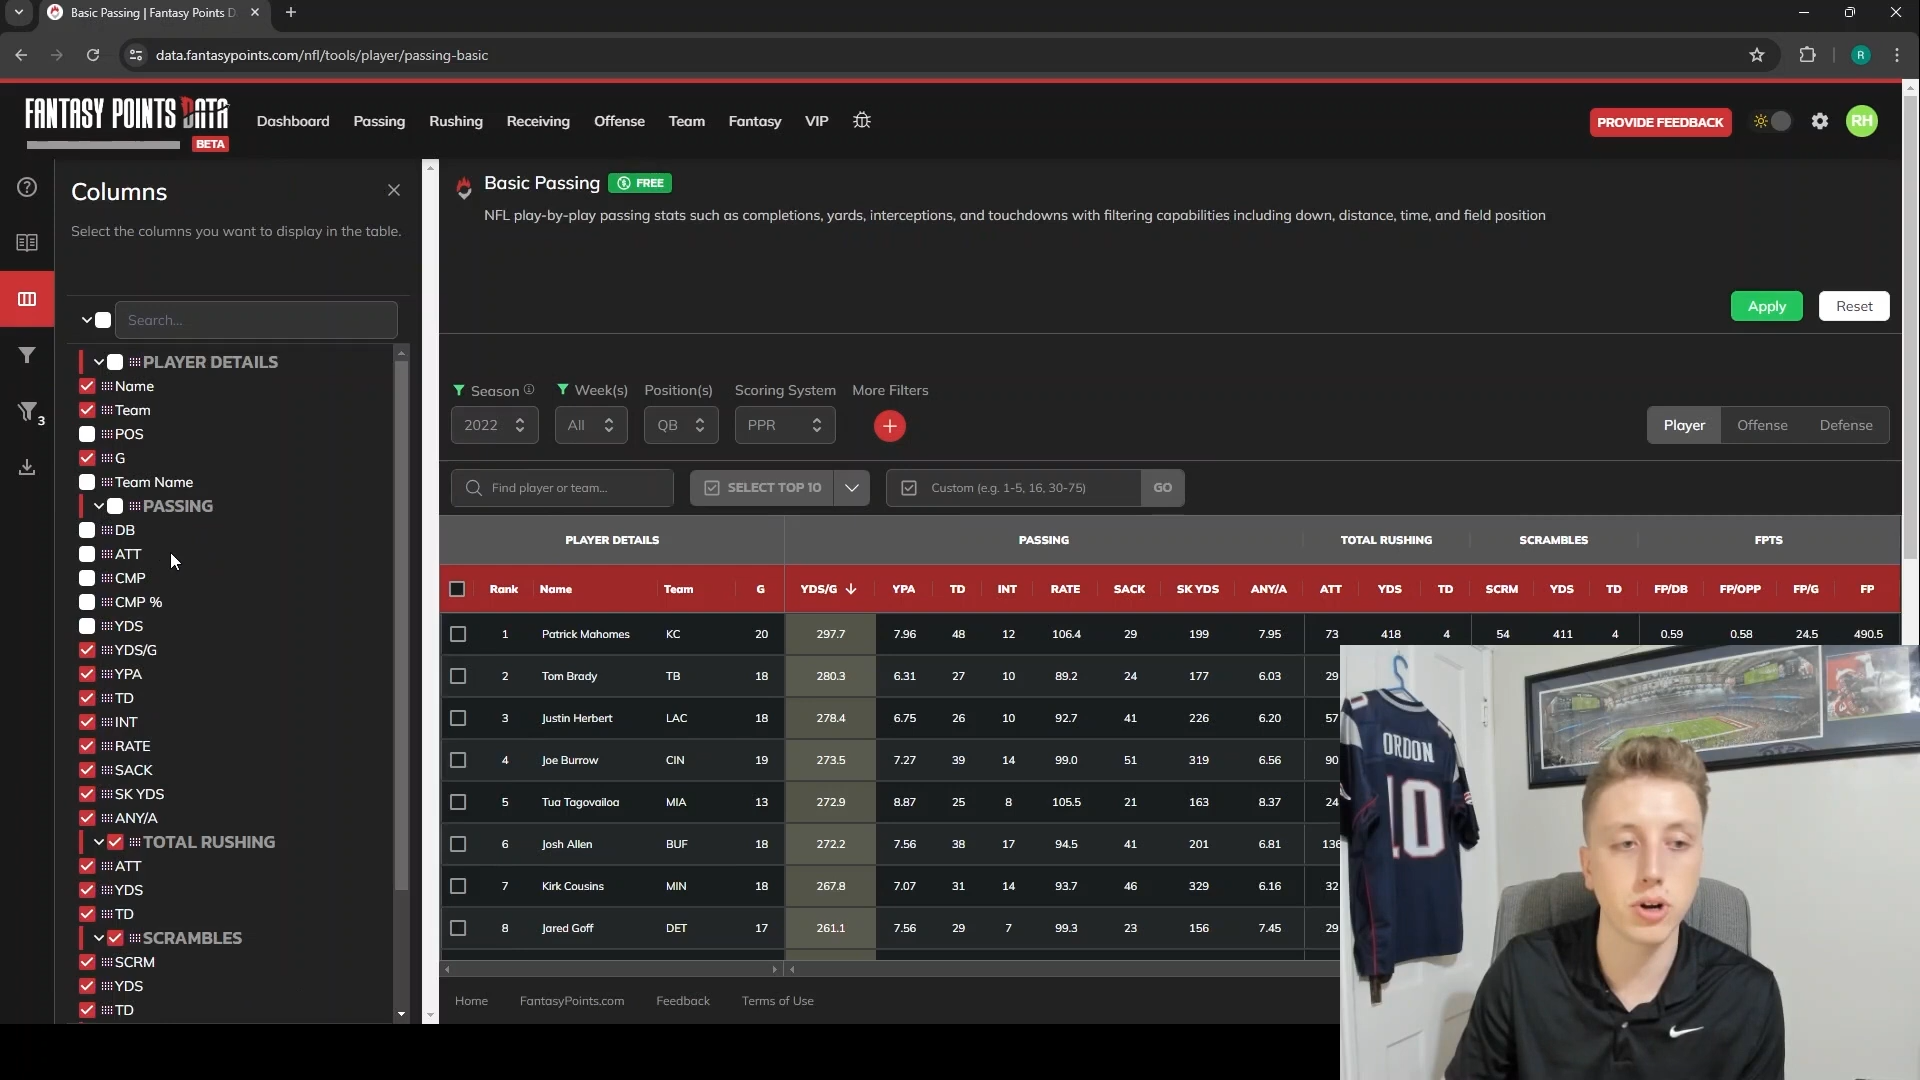 Basic Passing | Fantasy Points D
data.fantasypoints.com/nfl/tools/player/passing-basic
R
FANTASY POINTS DATA
BETA
Dashboard Passing Rushing Receiving Offense Team Fantasy VIP
PROVIDE FEEDBACK
RH
Columns
Select the columns you want to display in the table.
Search...
PLAYER DETAILS
Name
Team
POS
G
Team Name
PASSING
DB
ATT
CMP
CMP %
YDS
YDS/G
YPA
TD
INT
RATE
SACK
SK YDS
ANY/A
TOTAL RUSHING
ATT
YDS
TD
SCRAMBLES
SCRM
YDS
TD
3
Basic Passing FREE
NFL play-by-play passing stats such as completions, yards, interceptions, and touchdowns with filtering capabilities including down, distance, time, and field position
Apply Reset
Season Week(s) Position(s) Scoring System More Filters
2022 All QB PPR
Player Offense Defense
Find player or team... SELECT TOP 10 Custom (e.g. 1-5, 16, 30-75) GO
PLAYER DETAILS PASSING TOTAL RUSHING SCRAMBLES FPTS
Rank Name Team G YDS/G YPA TD INT RATE SACK SK YDS ANY/A ATT YDS TD SCRM YDS TD FP/DB FP/OPP FP/G FP
1 Patrick Mahomes KC 20 297.7 7.96 48 12 106.4 29 199 7.95 73 418 4 54 411 4 0.59 0.58 24.5 490.5
2 Tom Brady TB 18 280.3 6.31 27 10 89.2 24 177 6.03 29
3 Justin Herbert LAC 18 278.4 6.75 26 10 92.7 41 226 6.20 57
4 Joe Burrow CIN 19 273.5 7.27 39 14 99.0 51 319 6.56 90
5 Tua Tagovailoa MIA 13 272.9 8.87 25 8 105.5 21 163 8.37 24
6 Josh Allen BUF 18 272.2 7.56 38 17 94.5 41 201 6.81 136
7 Kirk Cousins MIN 18 267.8 7.07 31 14 93.7 46 329 6.16 32
8 Jared Goff DET 17 261.1 7.56 29 7 99.3 23 156 7.45 29
Home FantasyPoints.com Feedback Terms of Use
ORDON
10